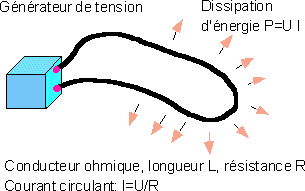 Générateur de tension
Dissipation
d'énergie P=U I
Conducteur ohmique, longueur L, résistance R
Courant circulant: I=U/R